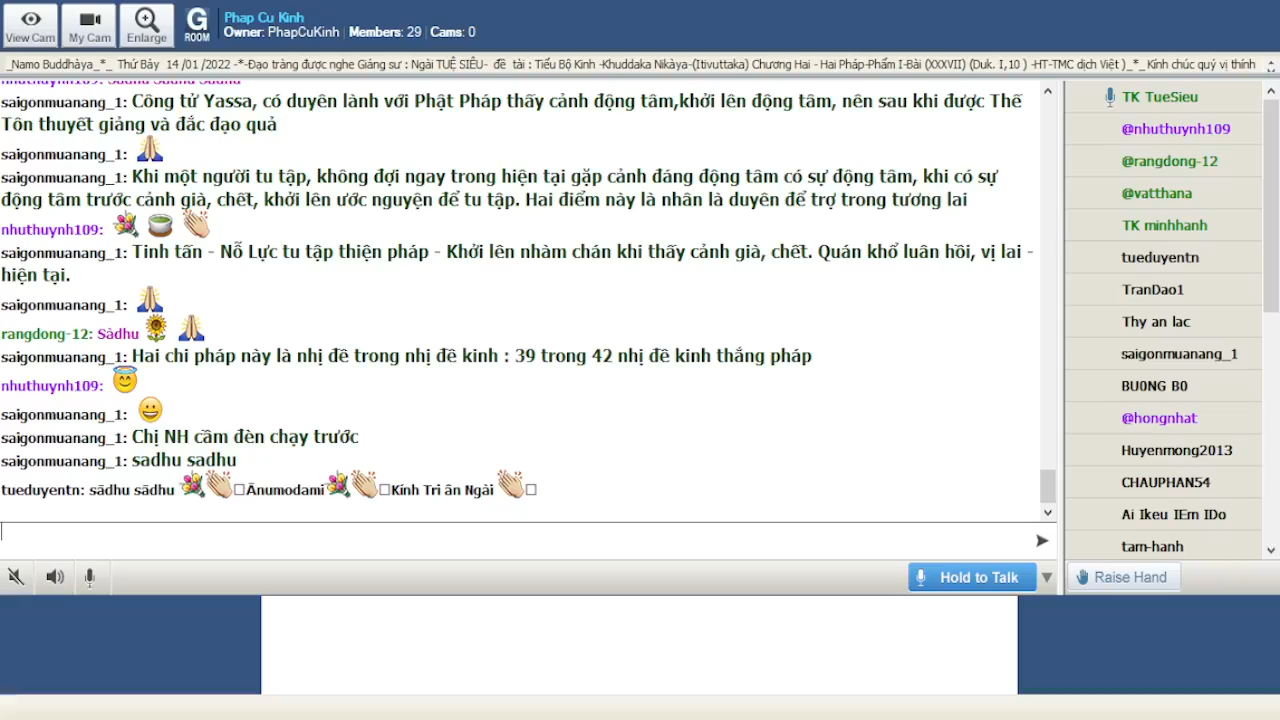 View Cam
My Cam
Enlarge
G
ROOM
Phap Cu Kinh
Owner: PhapCuKinh | Members: 29 | Cams: 0
_Namo Buddhàya_*_ Thứ Bảy 14 /01 /2022 -*-Đạo tràng được nghe Giảng sư : Ngài TUỆ SIÊU- đề tài : Tiểu Bộ Kinh -Khuddaka Nikàya-(Itivuttaka) Chương Hai - Hai Pháp-Phẩm I-Bài (XXXVII) (Duk. I,10 ) -HT-TMC dịch Việt )_*_Kính chúc quý vị thính
nhuthuynh109: Sadhu Sadhu Sadhu
saigonmuanang_1: Công tử Yassa, có duyên lành với Phật Pháp thấy cảnh động tâm,khởi lên động tâm, nên sau khi được Thế
Tôn thuyết giảng và đắc đạo quả
saigonmuanang_1:
saigonmuanang_1: Khi một người tu tập, không đợi ngay trong hiện tại gặp cảnh đáng động tâm có sự động tâm, khi có sự
động tâm trước cảnh già, chết, khởi lên ước nguyện để tu tập. Hai điểm này là nhân là duyên để trợ trong tương lai
nhuthuynh109:
saigonmuanang_1: Tinh tấn - Nỗ Lực tu tập thiện pháp - Khởi lên nhàm chán khi thấy cảnh già, chết. Quán khổ luân hồi, vị lai -
hiện tại.
saigonmuanang_1:
rangdong-12: Sàdhu
saigonmuanang_1: Hai chi pháp này là nhị đề trong nhị đề kinh : 39 trong 42 nhị đề kinh thắng pháp
nhuthuynh109:
saigonmuanang_1:
saigonmuanang_1: Chị NH cầm đèn chạy trước
saigonmuanang_1: sadhu sadhu
tueduyentn: sādhu sādhu Ānumodami Kính Tri ân Ngài
TK TueSieu
@nhuthuynh109
@rangdong-12
@vatthana
TK minhhanh
tueduyentn
TranDao1
Thy an lac
saigonmuanang_1
BU0NG B0
@hongnhat
Huyenmong2013
CHAUPHAN54
Ai Ikeu IEm IDo
tam-hanh
Hold to Talk
Raise Hand